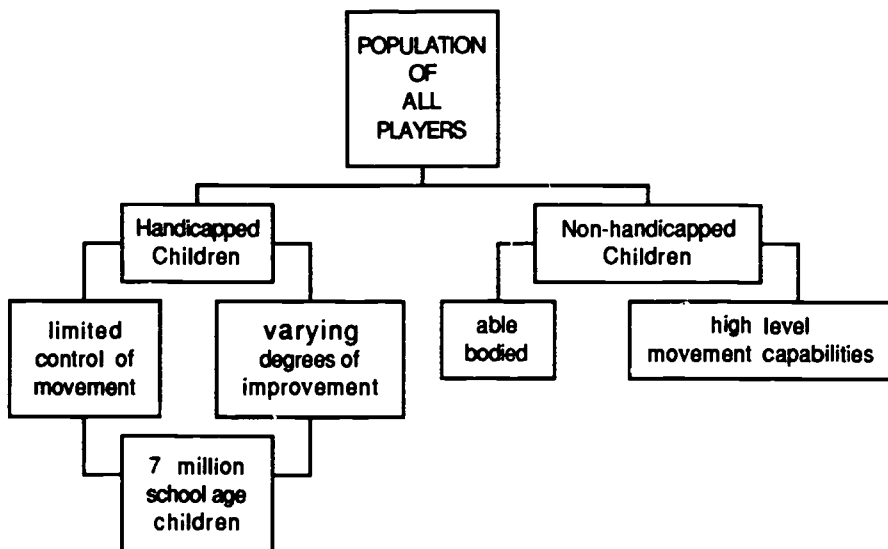 POPULATION
OF
ALL
PLAYERS
Handicapped
Children
Non-handicapped
Children
limited
control of
movement
varying
degrees of
improvement
able
bodied
high level
movement capabilities
7 million
school age
children